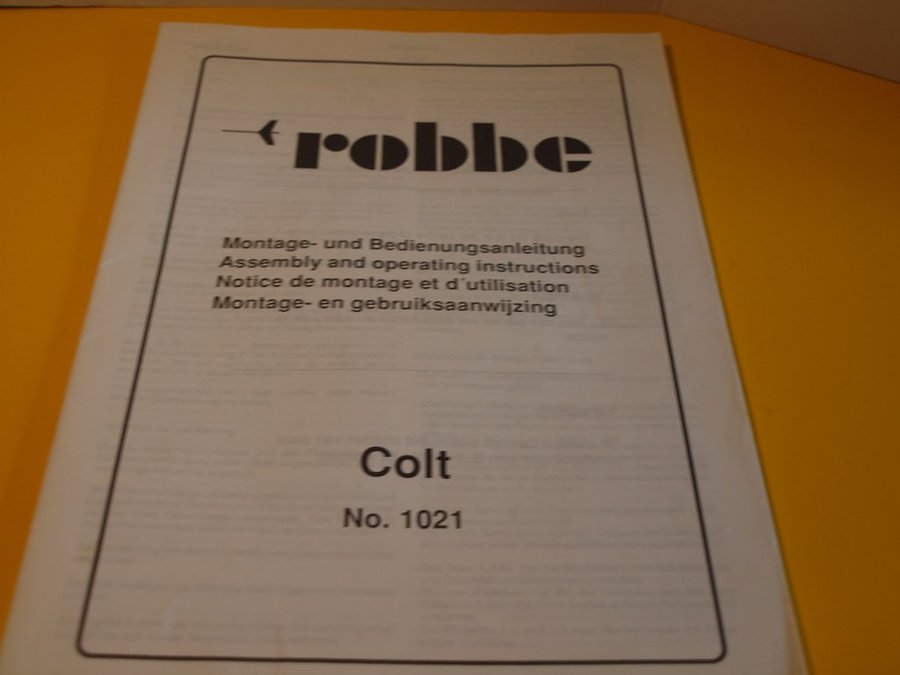 robbe
Montage- und Bedienungsanleitung
Assembly and operating instructions
Notice de montage et d´utilisation
Montage- en gebruiksaanwijzing
Colt
No. 1021